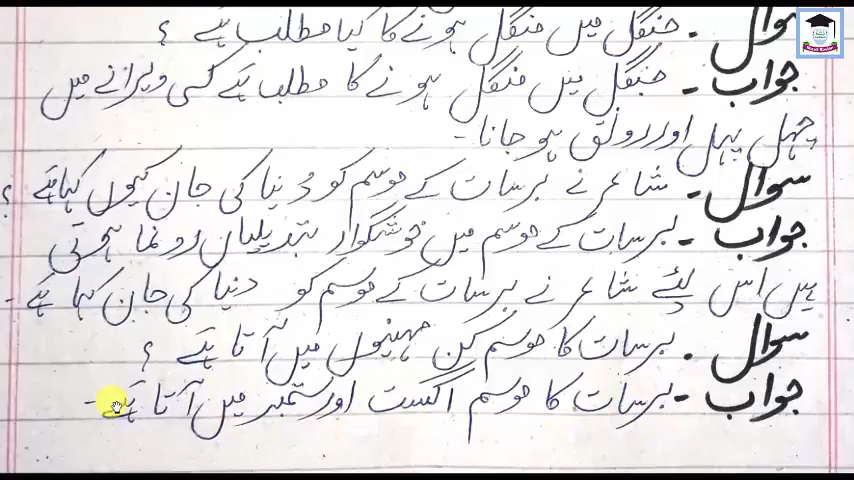 سوال - جنگل میں منگل ہونے کا کیا مطلب ہے ؟
جواب - جنگل میں منگل ہونے کا مطلب ہے کسی ویرانے میں
چہل پہل اور رونق ہو جانا -
سوال - شاعر نے برسات کے موسم کو دنیا کی جان کیوں کہا ہے ؟
جواب - برسات کے موسم میں خوشگوار تبدیلیاں رونما ہوتی
ہیں اس لئے شاعر نے برسات کے موسم کو دنیا کی جان کہا ہے -
سوال - برسات کا موسم کن مہینوں میں آتا ہے ؟
جواب - برسات کا موسم اگست اور ستمبر میں آتا ہے -